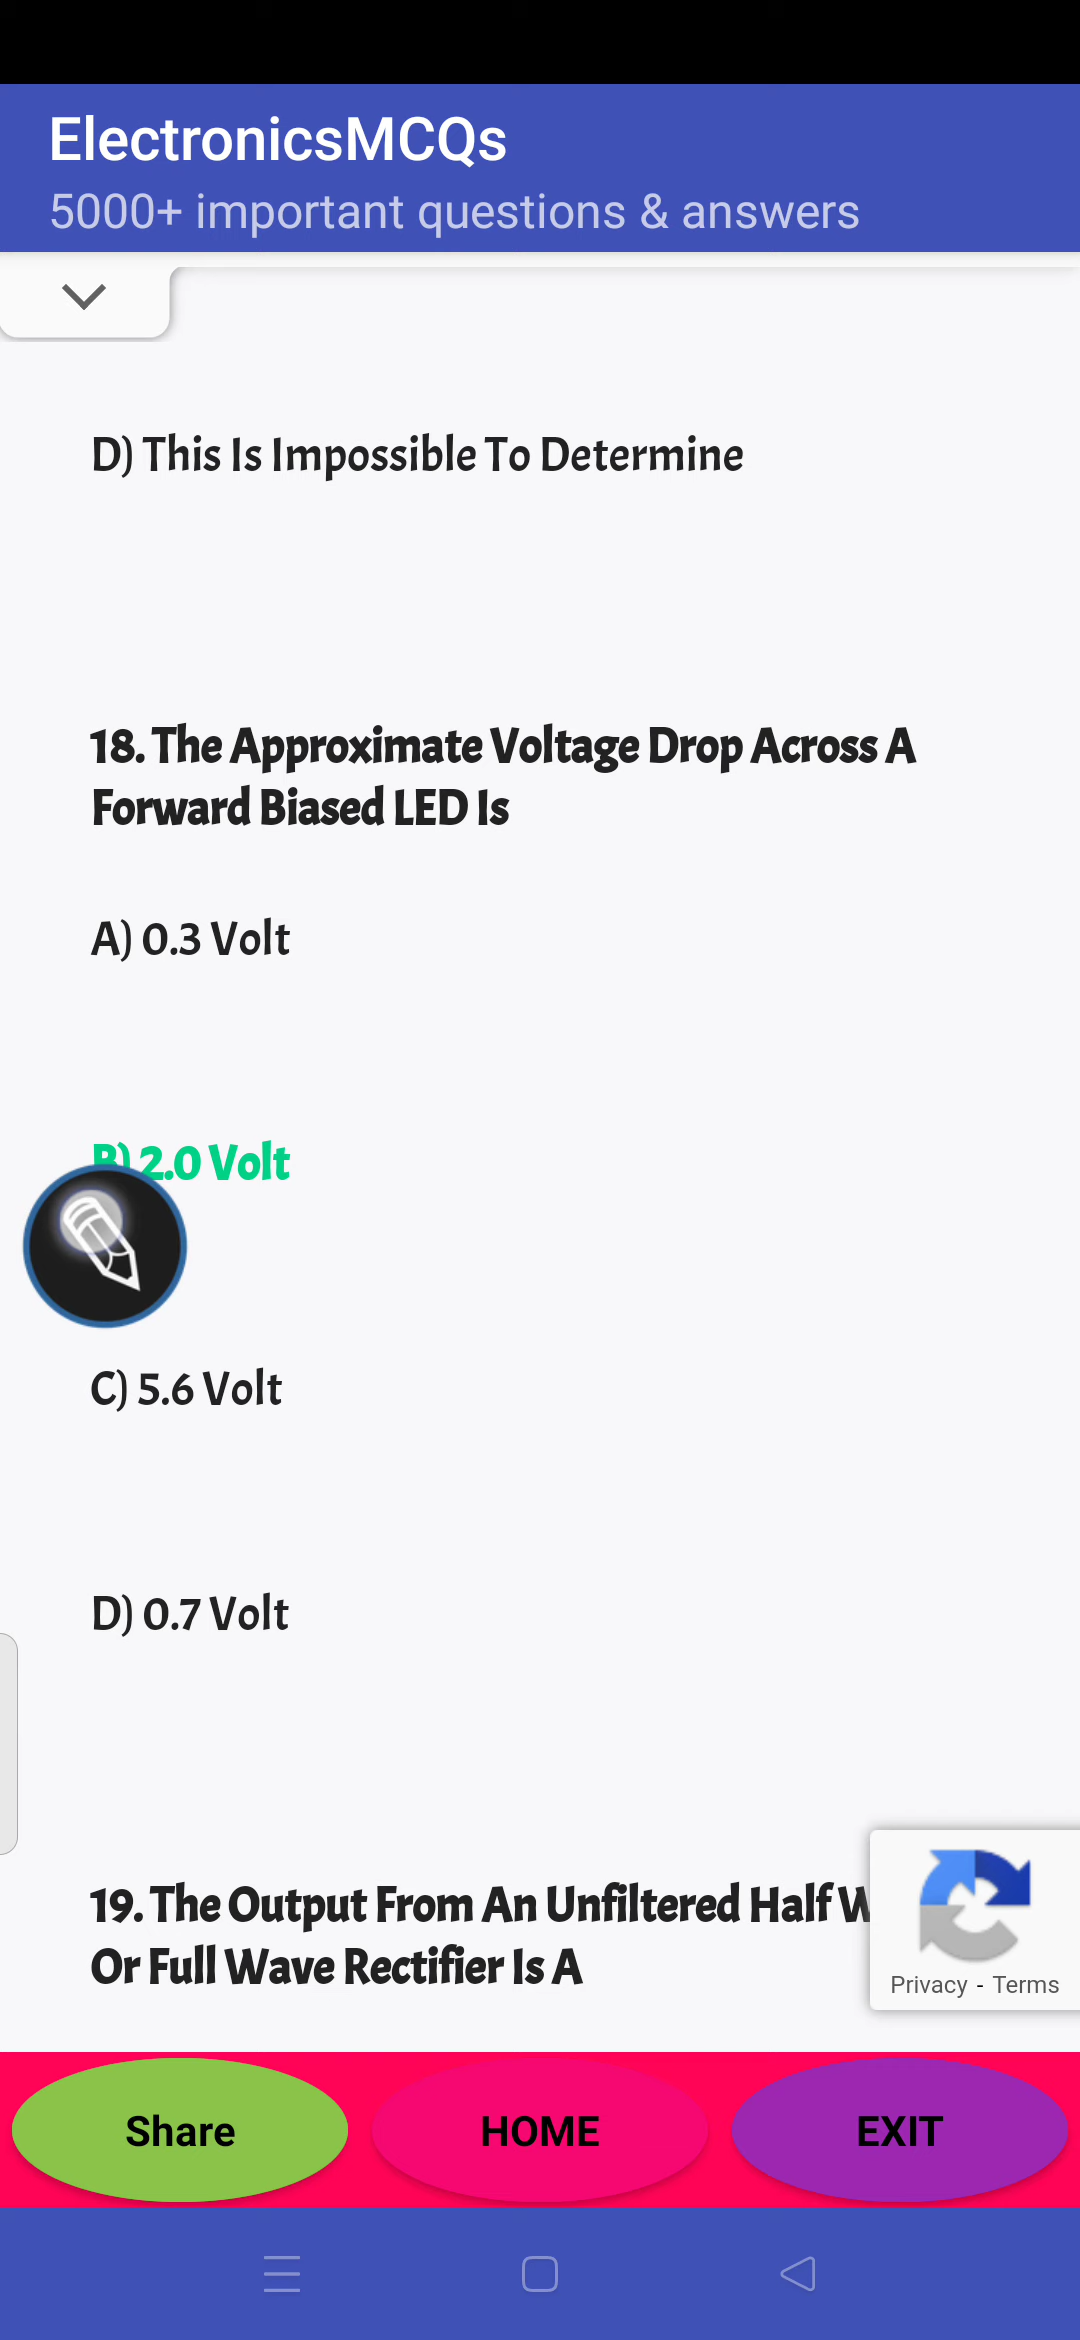 ElectronicsMCQs
5000+ important questions & answers
D) This Is Impossible To Determine
18. The Approximate Voltage Drop Across A
Forward Biased LED Is
A) 0.3 Volt
B) 2.0 Volt
C) 5.6 Volt
D) 0.7 Volt
19. The Output From An Unfiltered Half
Or Full Wave Rectifier Is A
Privacy - Terms
Share HOME EXIT